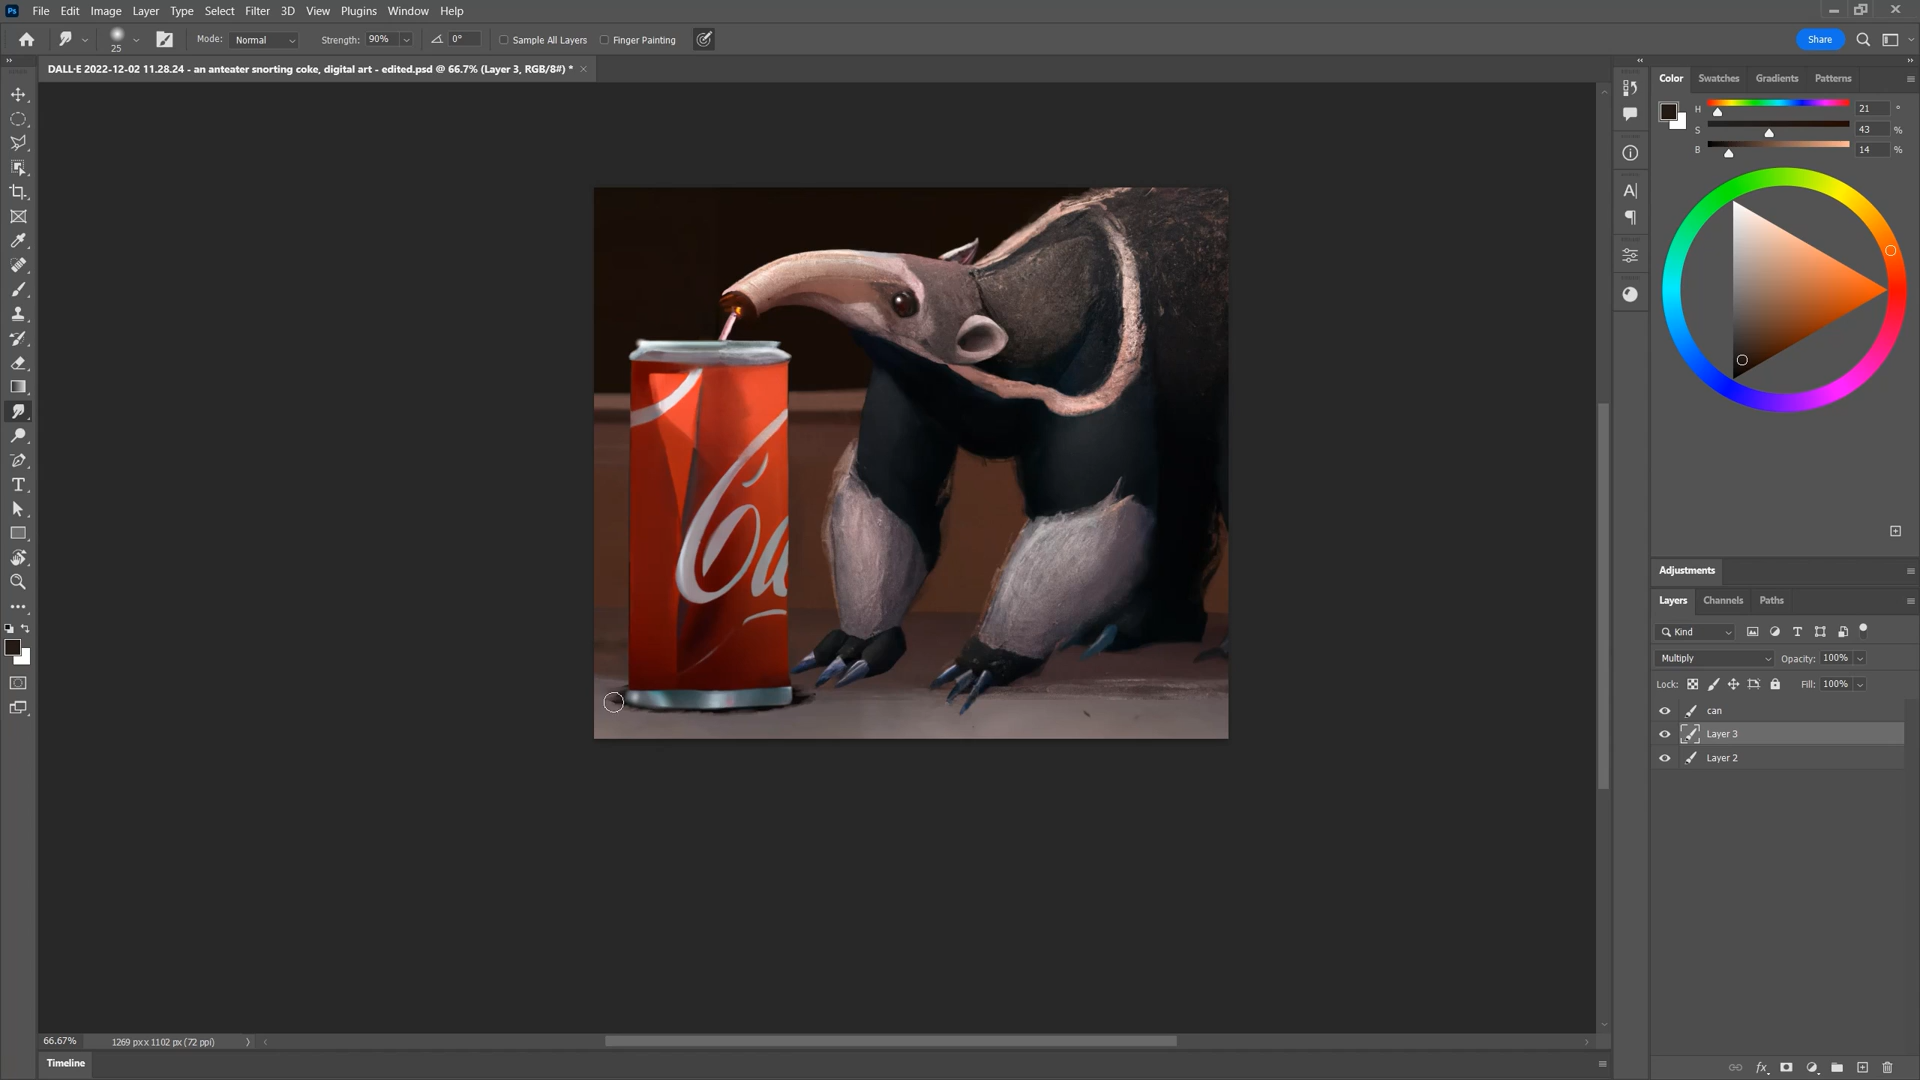 Ps File Edit Image Layer Type Select Filter 3D View Plugins Window Help
25 Mode: Normal Strength: 90% 0° Sample All Layers Finger Painting Share
DALL·E 2022-12-02 11.28.24 - an anteater snorting coke, digital art - edited.psd @ 66.7% (Layer 3, RGB/8#) *
Color Swatches Gradients Patterns
H 21 °
S 43 %
B 14 %
Ca
Adjustments
Layers Channels Paths
Kind
Multiply Opacity: 100%
Lock: Fill: 100%
can
Layer 3
Layer 2
fx
66.67% 1269 px x 1102 px (72 ppi)
Timeline